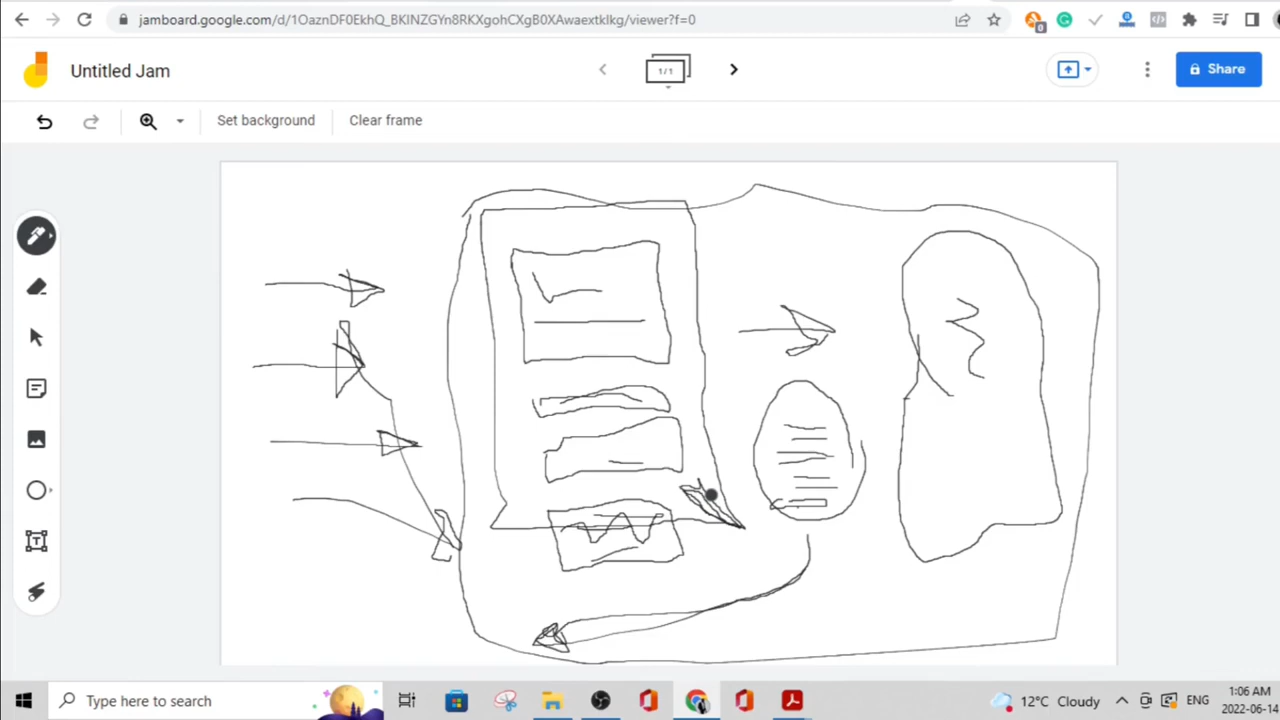 jamboard.google.com/d/1OaznDF0EkhQ_BKINZGYn8RKXgohCXgB0XAwaextklkg/viewer?f=0
0
Untitled Jam
1/1
Share
Set background
Clear frame
Type here to search
12°C Cloudy
ENG
1:06 AM
2022-06-14